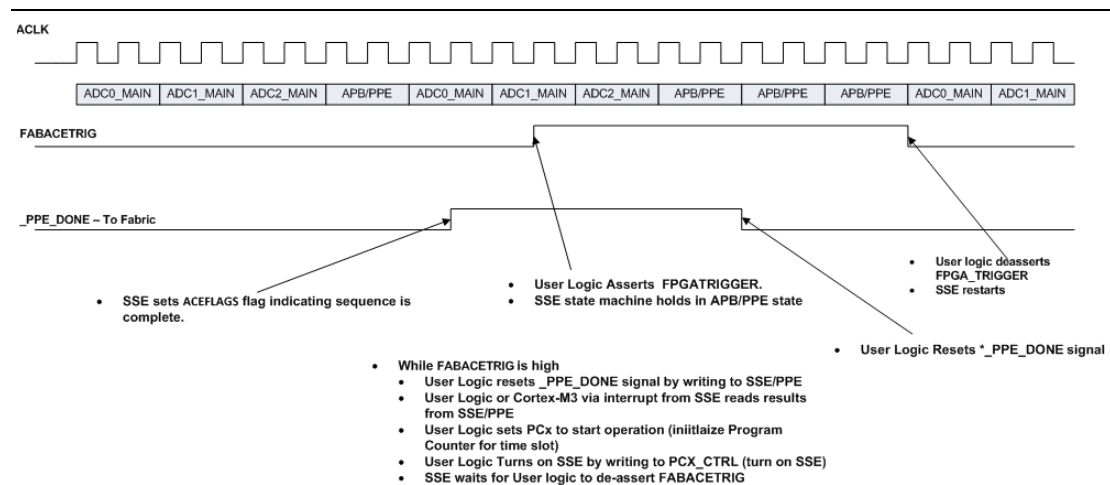 ACLK
ADC0_MAIN ADC1_MAIN ADC2_MAIN APB/PPE ADC0_MAIN ADC1_MAIN ADC2_MAIN APB/PPE APB/PPE APB/PPE ADC0_MAIN ADC1_MAIN
FABACETRIG
_PPE_DONE – To Fabric
• SSE sets ACEFLAGS flag indicating sequence is
complete.
• User Logic Asserts FPGATRIGGER.
• SSE state machine holds in APB/PPE state
• User logic deasserts
FPGA_TRIGGER
• SSE restarts
• User Logic Resets *_PPE_DONE signal
• While FABACETRIG is high
• User Logic resets _PPE_DONE signal by writing to SSE/PPE
• User Logic or Cortex-M3 via interrupt from SSE reads results
from SSE/PPE
• User Logic sets PCx to start operation (iniitlaize Program
Counter for time slot)
• User Logic Turns on SSE by writing to PCX_CTRL (turn on SSE)
• SSE waits for User logic to de-assert FABACETRIG